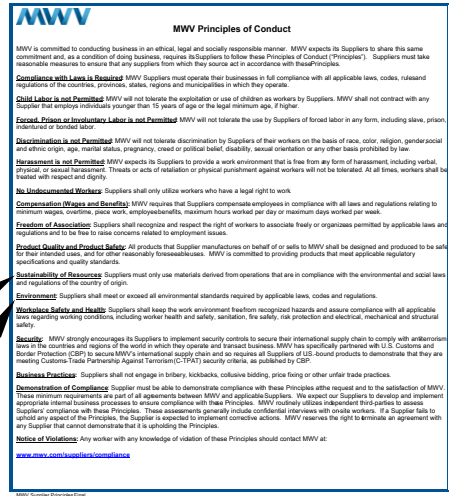 MWV
MWV Principles of Conduct
MWV is committed to conducting business in an ethical, legal and socially responsible manner. MWV expects its Suppliers to share this same
commitment and, as a condition of doing business, requires itsSuppliers to follow these Principles of Conduct ("Principles"). Suppliers must take
reasonable measures to ensure that any suppliers from which they source act in accordance with thesePrinciples.
Compliance with Laws is Required: MWV Suppliers must operate their businesses in full compliance with all applicable laws, codes, rulesand
regulations of the countries, provinces, states, regions and municipalities in which they operate.
Child Labor is not Permitted: MWV will not tolerate the exploitation or use of children as workers by Suppliers. MWV shall not contract with any
Supplier that employs individuals younger than 15 years of age or the legal minimum age, if higher.
Forced, Prison or Involuntary Labor is not Permitted: MWV will not tolerate the use by Suppliers of forced labor in any form, including slave, prison,
indentured or bonded labor.
Discrimination is not Permitted: MWV will not tolerate discrimination by Suppliers of their workers on the basis of race, color, religion, gender,social
and ethnic origin, age, marital status, pregnancy, creed or political belief, disability, sexual orientation or any other basis prohibited by law.
Harassment is not Permitted: MWV expects its Suppliers to provide a work environment that is free from any form of harassment, including verbal,
physical, or sexual harassment. Threats or acts of retaliation or physical punishment against workers will not be tolerated. At all times, workers shall be
treated with respect and dignity.
No Undocumented Workers: Suppliers shall only utilize workers who have a legal right to work
Compensation (Wages and Benefits): MWV requires that Suppliers compensate employees in compliance with all laws and regulations relating to
minimum wages, overtime, piece work, employeebenefits, maximum hours worked per day or maximum days worked per week.
Freedom of Association: Suppliers shall recognize and respect the right of workers to associate freely or organizeas permitted by applicable laws and
regulations and to be free to raise concerns related to employment issues.
Product Quality and Product Safety: All products that Supplier manufactures on behalf of or sells to MWV shall be designed and produced to be safe
for their intended uses, and for other reasonably foreseeableuses. MWV is committed to providing products that meet applicable regulatory
specifications and quality standards.
Sustainability of Resources: Suppliers must only use materials derived from operations that are in compliance with the environmental and social laws
and regulations of the country of origin.
Environment: Suppliers shall meet or exceed all environmental standards required by applicable laws, codes and regulations.
Workplace Safety and Health: Suppliers shall keep the work environment freefrom recognized hazards and assure compliance with all applicable
laws regarding working conditions, including worker health and safety, sanitation, fire safety, risk protection and electrical, mechanical and structural
safety.
Security: MWV strongly encourages its Suppliers to implement security controls to secure their international supply chain to comply with antiterrorism
laws in the countries and regions of the world in which they operate and transact business. MWV has specifically partnered with U.S. Customs and
Border Protection (CBP) to secure MWV's international supply chain and so requires all Suppliers of US-bound products to demonstrate that they are
meeting Customs-Trade Partnership Against Terrorism (C-TPAT) security criteria, as published by CBP.
Business Practices: Suppliers shall not engage in bribery, kickbacks, collusive bidding, price fixing or other unfair trade practices.
Demonstration of Compliance: Supplier must be able to demonstrate compliance with these Principles atthe request and to the satisfaction of MWV.
These minimum requirements are part of all agreements between MWV and applicable Suppliers. We expect our Suppliers to develop and implement
appropriate internal business processes to ensure compliance with these Principles. MWV routinely utilizes independent third-parties to assess
Suppliers' compliance with these Principles. These assessments generally include confidential interviews with onsite workers. If a Supplier fails to
uphold any aspect of the Principles, the Supplier is expected to implement corrective actions. MWV reserves the right to terminate an agreement with
any Supplier that cannot demonstrate that it is upholding the Principles.
Notice of Violations: Any worker with any knowledge of violation of these Principles should contact MWV at:
www.mwv.com/suppliers/compliance
MWV Supplier Principles Final